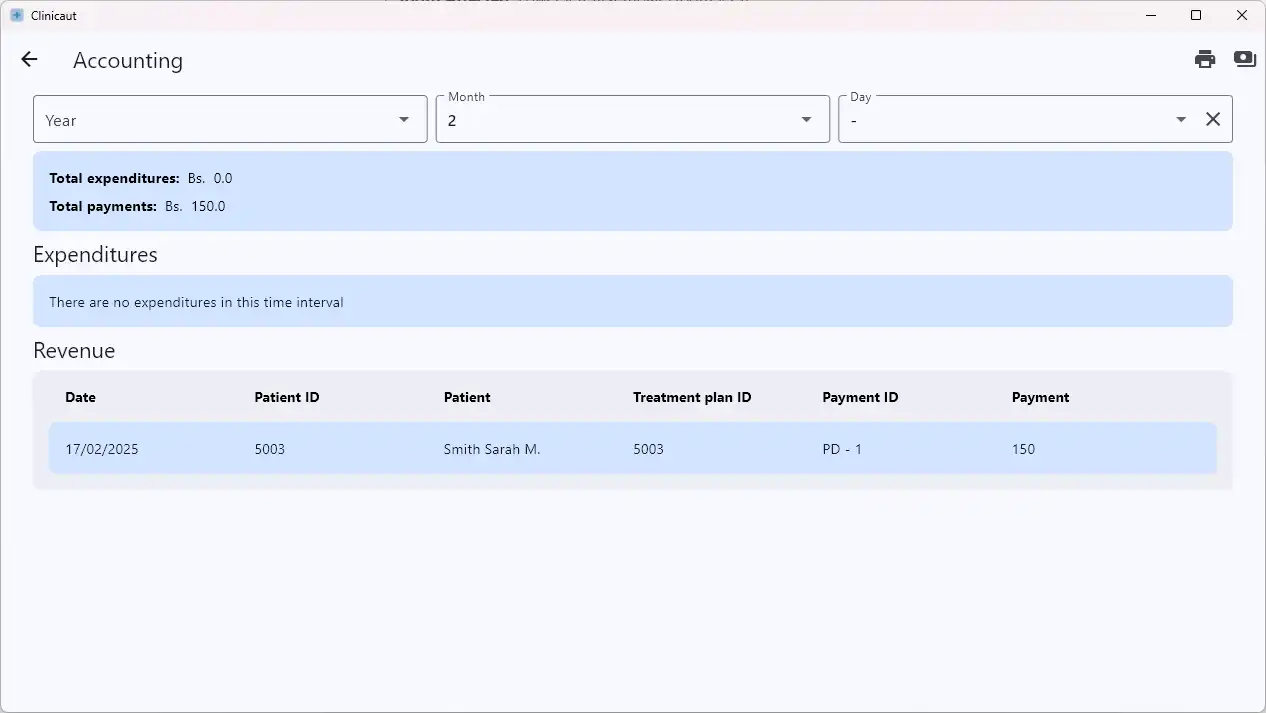 Clinicaut
Accounting
Year
Month
2
Day
-
Total expenditures: Bs. 0.0
Total payments: Bs. 150.0
Expenditures
There are no expenditures in this time interval
Revenue
Date Patient ID Patient Treatment plan ID Payment ID Payment
17/02/2025 5003 Smith Sarah M. 5003 PD - 1 150